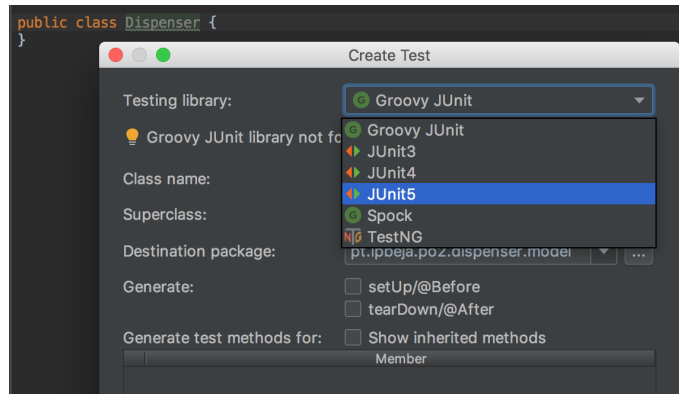 public class Dispenser {
}
Create Test
Testing library:
Groovy JUnit
Groovy JUnit library not fo
Groovy JUnit
JUnit3
JUnit4
JUnit5
Spock
TestNG
Class name:
Superclass:
Destination package:
pt.ipbeja.po2.dispenser.model
...
Generate:
setUp/@Before
tearDown/@After
Generate test methods for:
Show inherited methods
Member